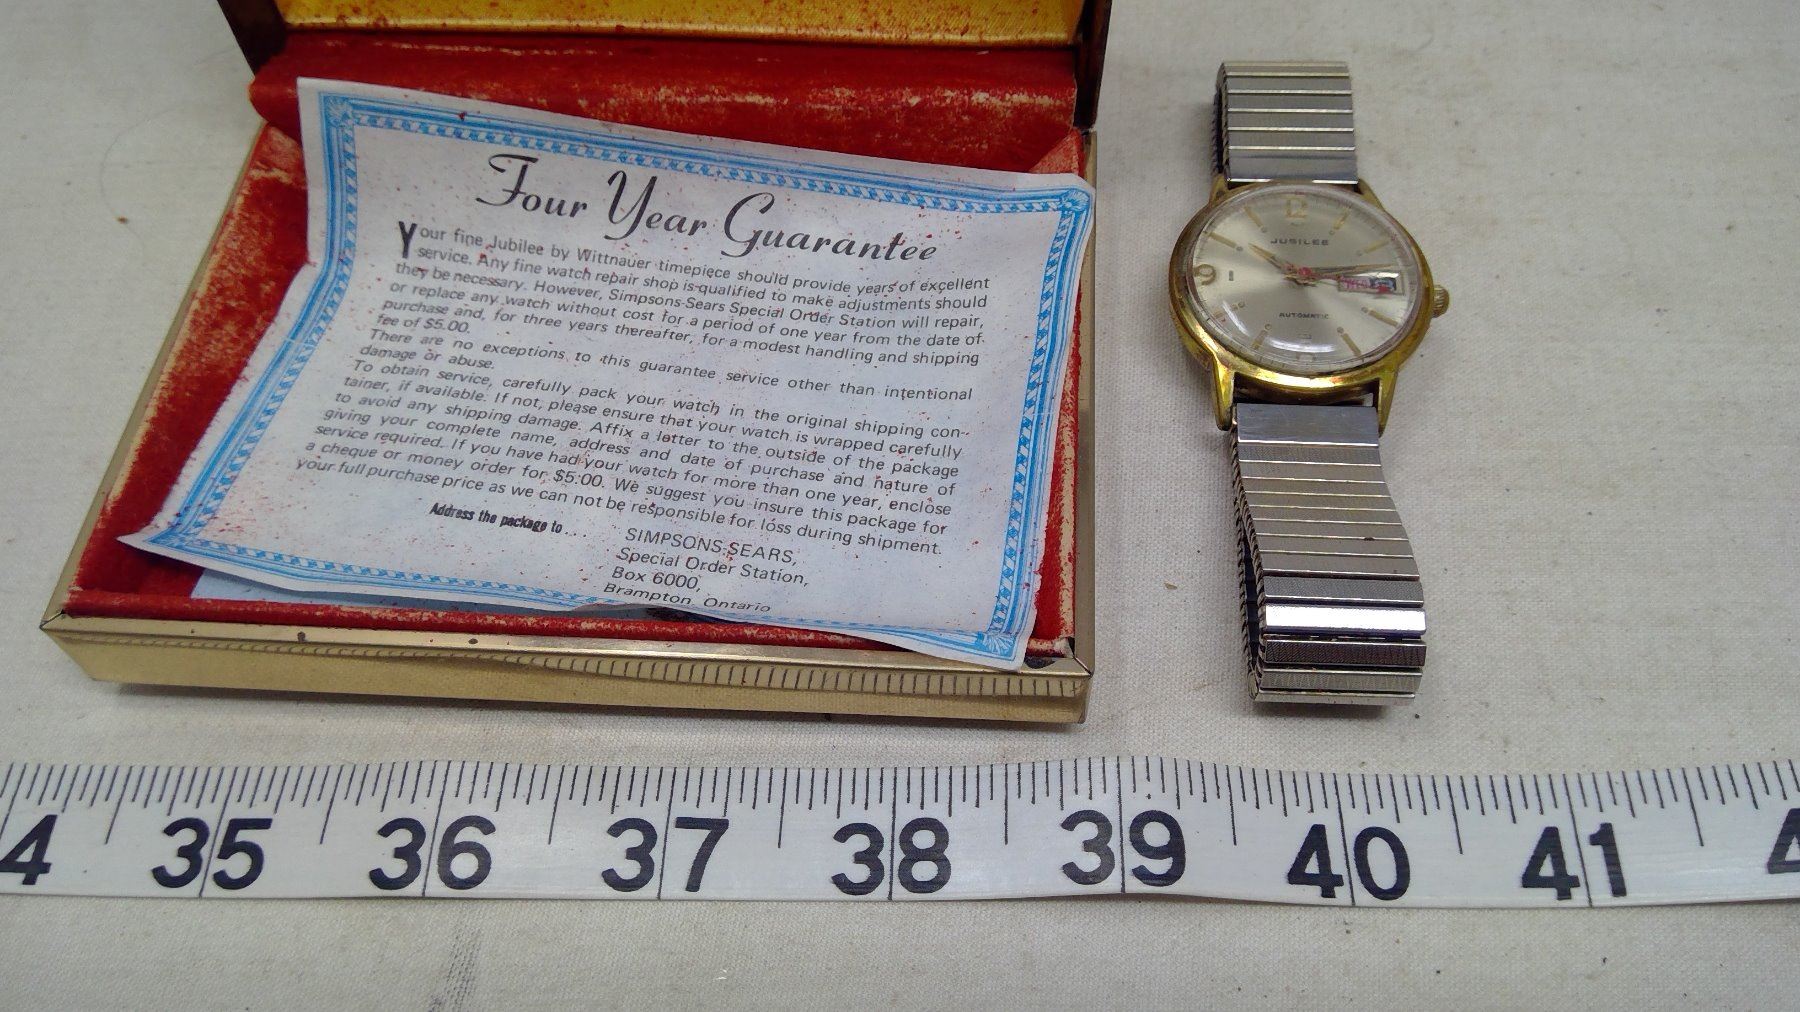 Four Year Guarantee
Your fine Jubilee by Wittnauer timepiece should provide years of excellent
service. Any fine watch repair shop is qualified to make adjustments should
they be necessary. However, Simpsons-Sears Special Order Station will repair,
or replace any watch without cost for a period of one year from the date of
purchase and, for three years thereafter, for a modest handling and shipping
fee of $5.00.
There are no exceptions to this guarantee service other than intentional
damage or abuse.
To obtain service, carefully pack your watch in the original shipping con-
tainer, if available. If not, please ensure that your watch is wrapped carefully
to avoid any shipping damage. Affix a letter to the outside of the package
giving your complete name, address and date of purchase and nature of
service required. If you have had your watch for more than one year, enclose
a cheque or money order for $5.00. We suggest you insure this package for
your full purchase price as we can not be responsible for loss during shipment.
Address the package to ....
SIMPSONS-SEARS,
Special Order Station,
Box 6000,
Brampton, Ontario
12
JUBILEE
9
AUTOMATIC
4 35 36 37 38 39 40 41 4